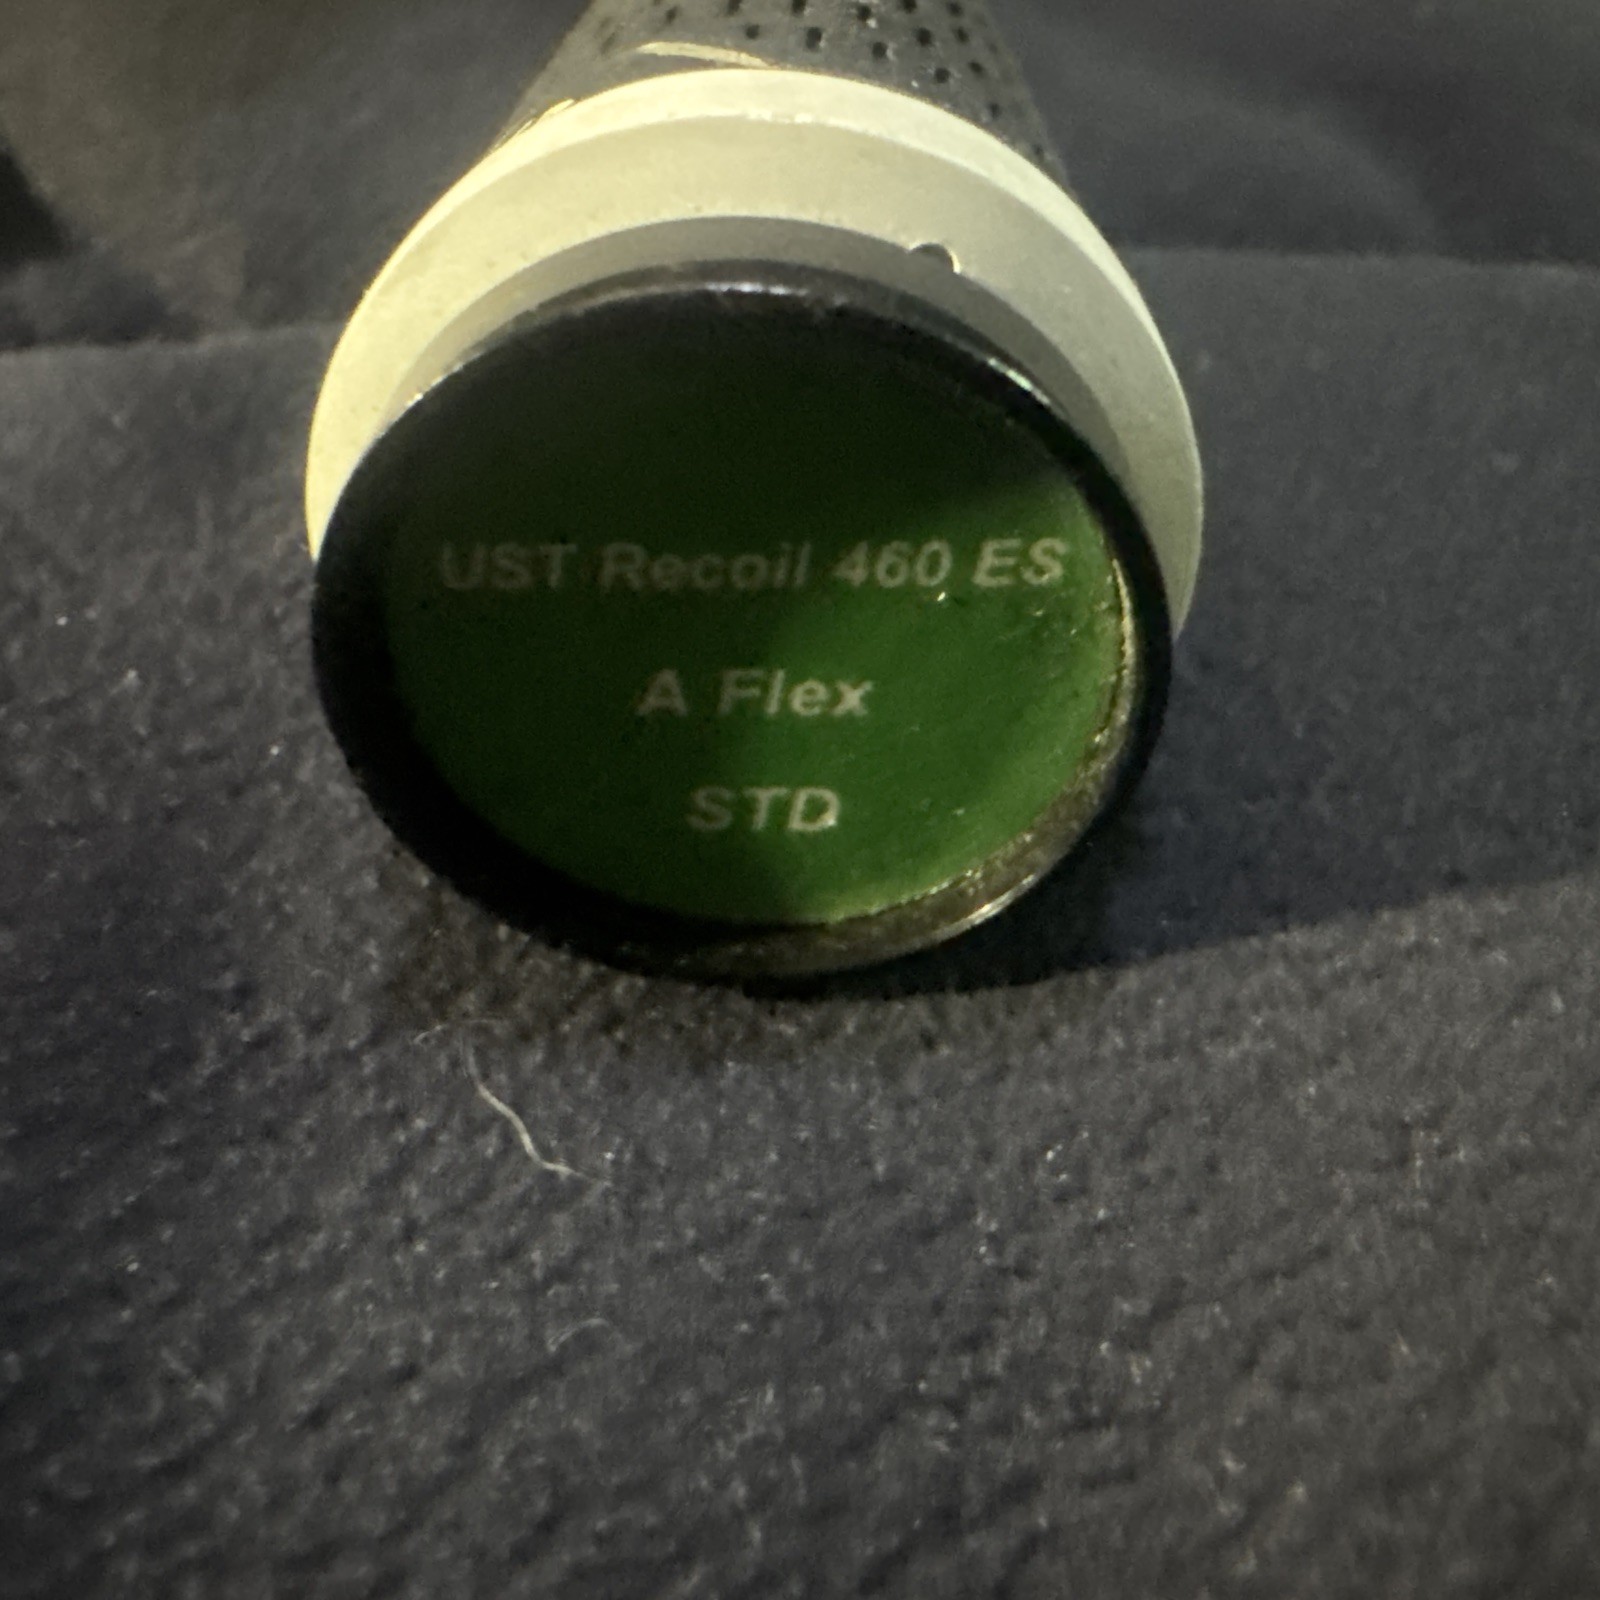 UST Recoil 460 ES
A Flex
STD